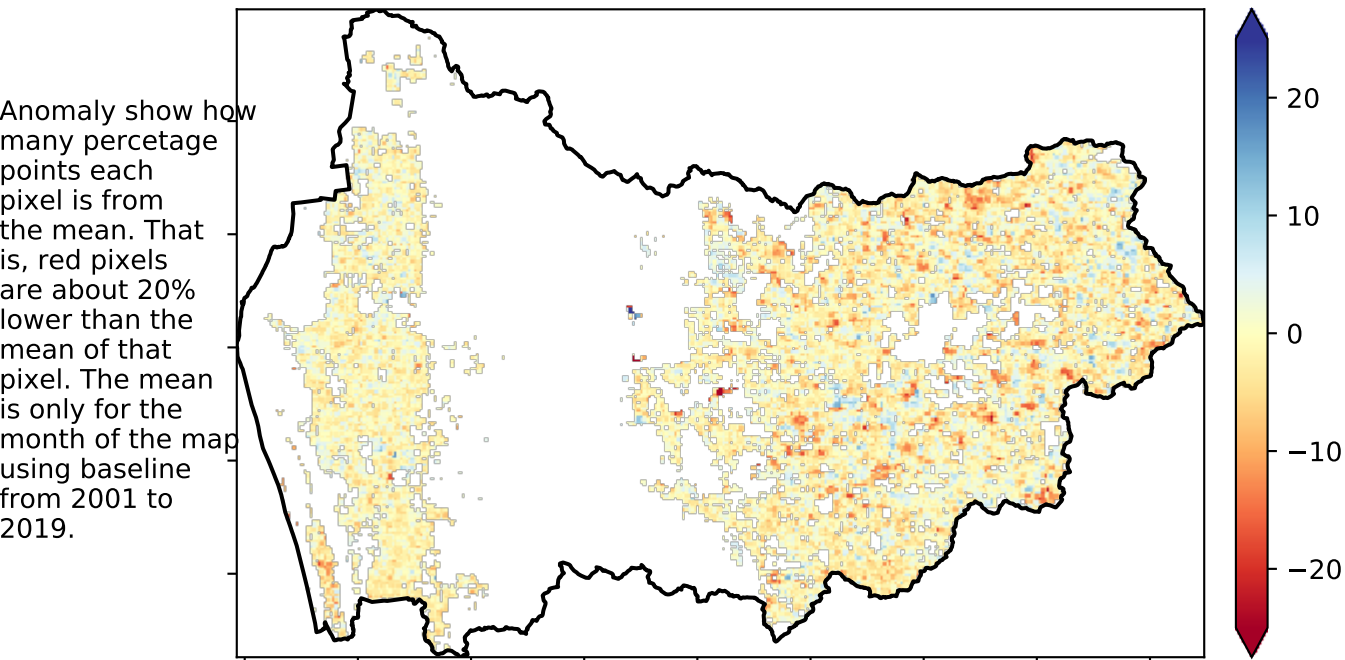 Anomaly show how
many percetage
points each
pixel is from
the mean. That
is, red pixels
are about 20%
lower than the
mean of that
pixel. The mean
is only for the
month of the map
using baseline
from 2001 to
2019.
20
10
0
−10
−20